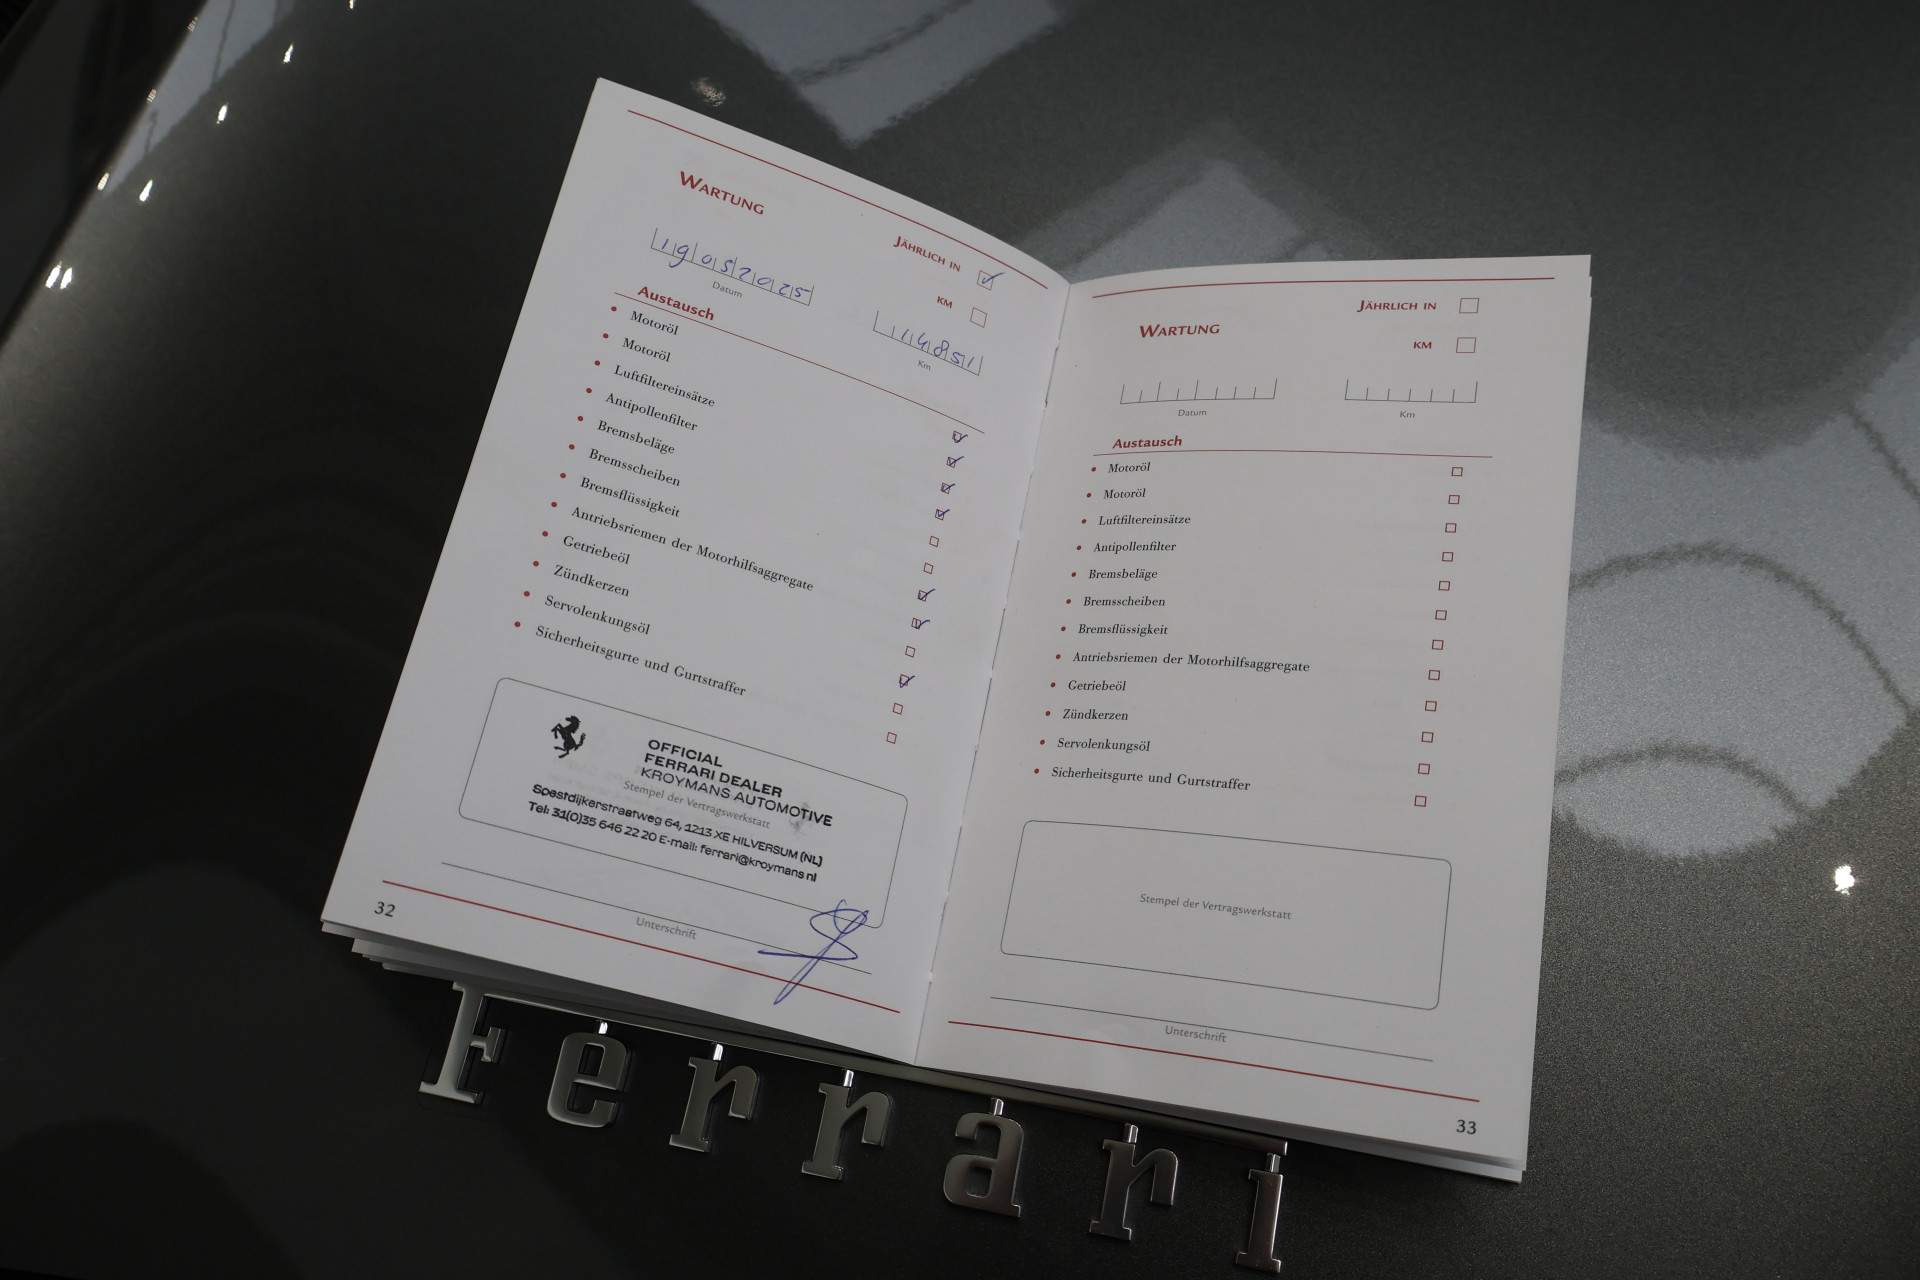 WARTUNG
JÄHRLICH IN
KM
19052025
Datum
14851
Km
Austausch
Motoröl
Motoröl
Luftfiltereinsätze
Antipollenfilter
Bremsbeläge
Bremsscheiben
Bremsflüssigkeit
Antriebsriemen der Motorhilfsaggregate
Getriebeöl
Zündkerzen
Servolenkungsöl
Sicherheitsgurte und Gurtstraffer
OFFICIAL
FERRARI DEALER
KROYMANS AUTOMOTIVE
Stempel der Vertragswerkstatt
Soestdijkerstraatweg 64, 1213 XE HILVERSUM (NL)
Tel: 31(0)35 646 22 20 E-mail: ferrari@kroymans.nl
Unterschrift
32
WARTUNG
JÄHRLICH IN
KM
Datum
Km
Austausch
Motoröl
Motoröl
Luftfiltereinsätze
Antipollenfilter
Bremsbeläge
Bremsscheiben
Bremsflüssigkeit
Antriebsriemen der Motorhilfsaggregate
Getriebeöl
Zündkerzen
Servolenkungsöl
Sicherheitsgurte und Gurtstraffer
Stempel der Vertragswerkstatt
Unterschrift
33
Ferrari